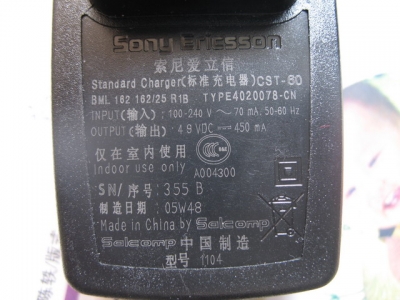 Sony Ericsson
索尼爱立信
Standard Charger(标准充电器)CST-60
BML 162 162/25 R1B TYPE4020078-CN
INPUT(输入): 100-240 V ~ 70 mA, 50-60 Hz
OUTPUT(输出): 4.9 VDC ⎓ 450 mA
仅在室内使用
Indoor use only
CCC
A004300
SN/序号: 355 B
制造日期: 05W48
Made in China by Salcomp
Salcomp 中国制造
型号 1104